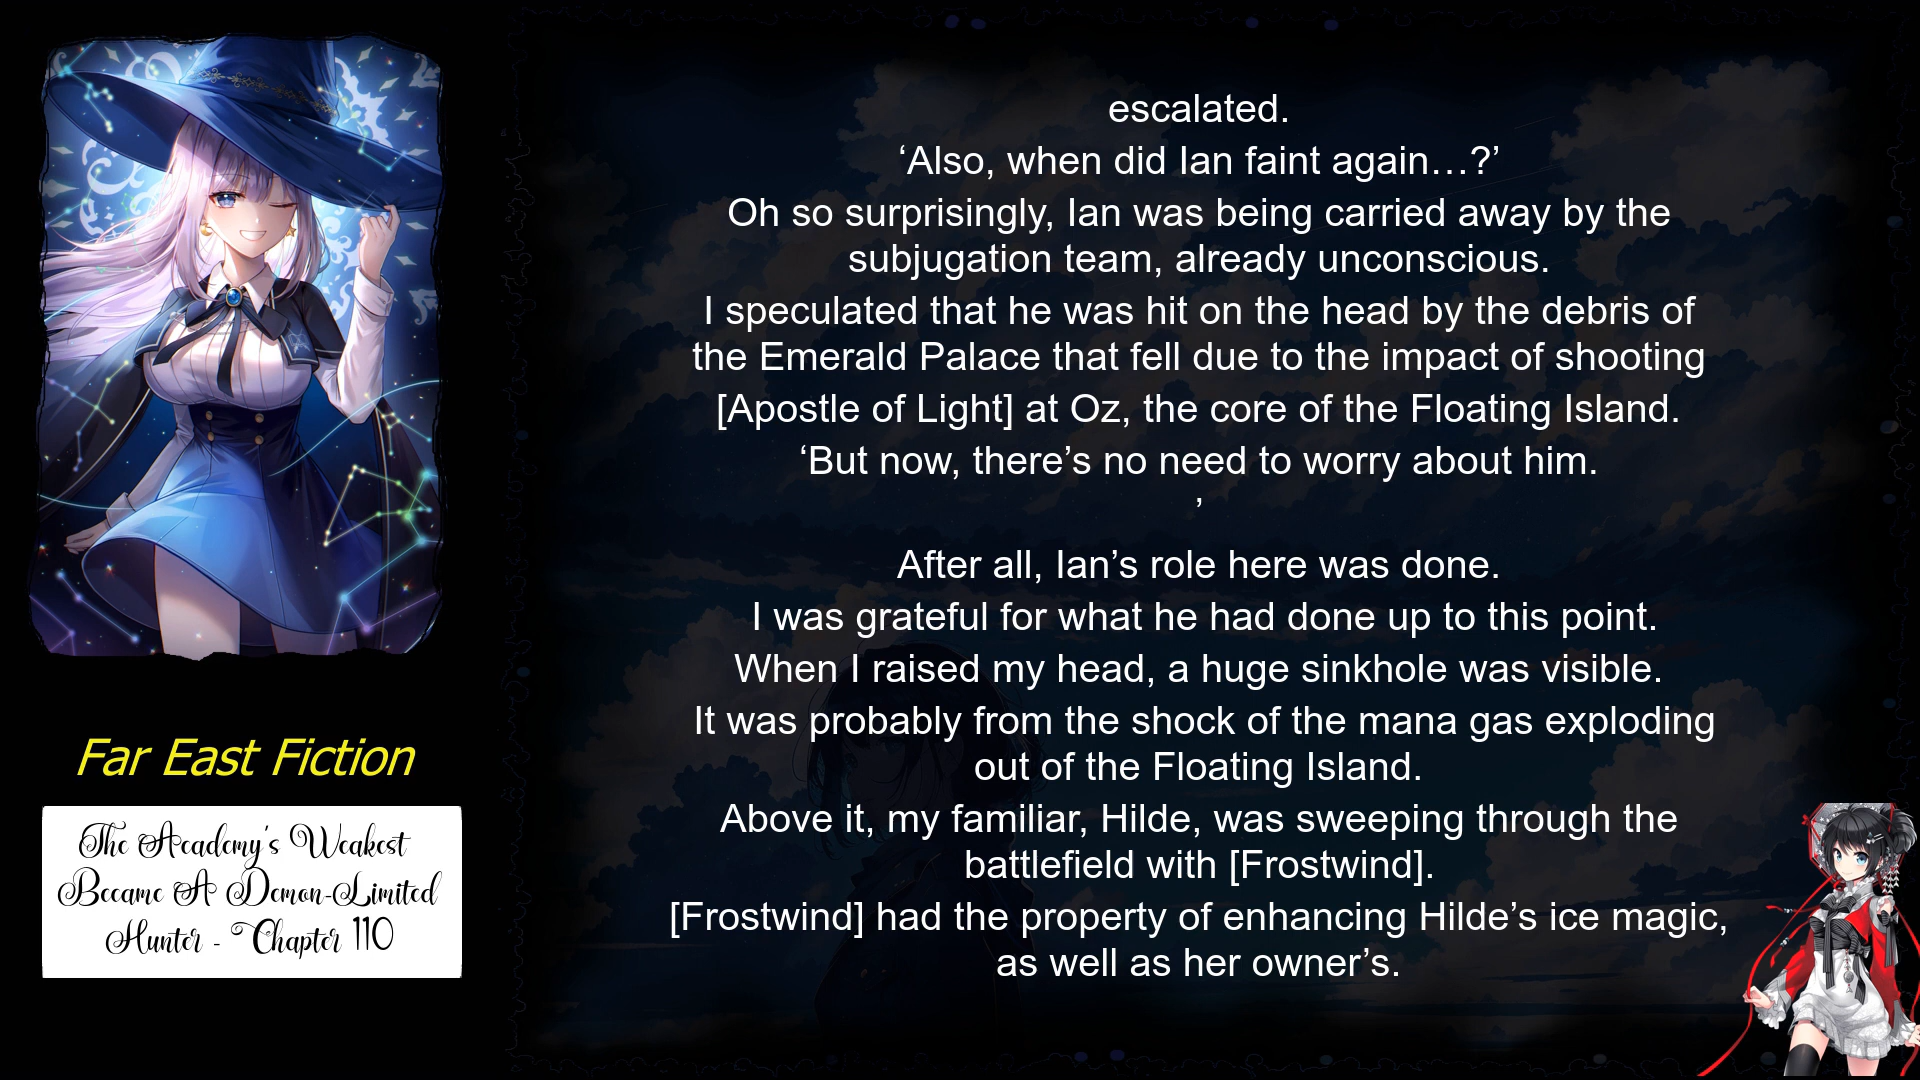 escalated.
‘Also, when did Ian faint again…?’
Oh so surprisingly, Ian was being carried away by the
subjugation team, already unconscious.
I speculated that he was hit on the head by the debris of
the Emerald Palace that fell due to the impact of shooting
[Apostle of Light] at Oz, the core of the Floating Island.
‘But now, there’s no need to worry about him.
’
After all, Ian’s role here was done.
I was grateful for what he had done up to this point.
When I raised my head, a huge sinkhole was visible.
It was probably from the shock of the mana gas exploding
out of the Floating Island.
Above it, my familiar, Hilde, was sweeping through the
battlefield with [Frostwind].
[Frostwind] had the property of enhancing Hilde’s ice magic,
as well as her owner’s.
Far East Fiction
The Academy's Weakest
Became A Demon-Limited
Hunter - Chapter 110